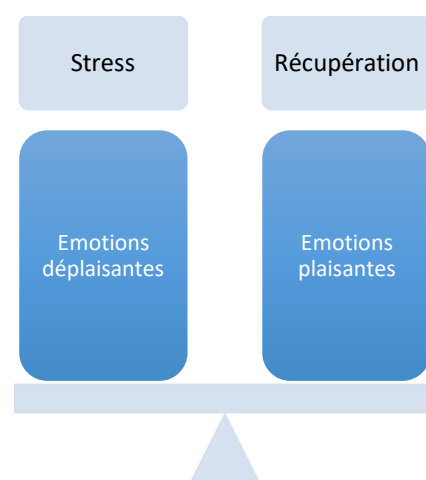 Stress
Récupération
Emotions
déplaisantes
Emotions
plaisantes